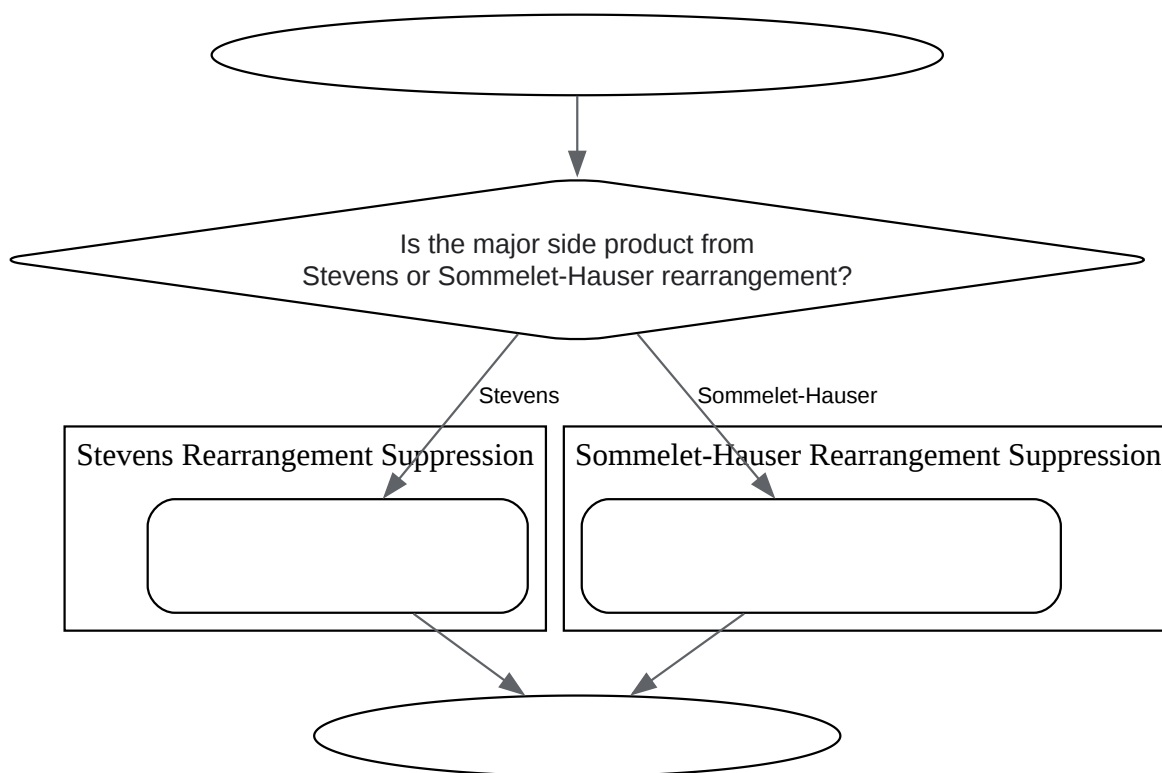 Is the major side product from
Stevens or Sommelet-Hauser rearrangement?
Stevens
Sommelet-Hauser
Stevens Rearrangement Suppression
Sommelet-Hauser Rearrangement Suppression